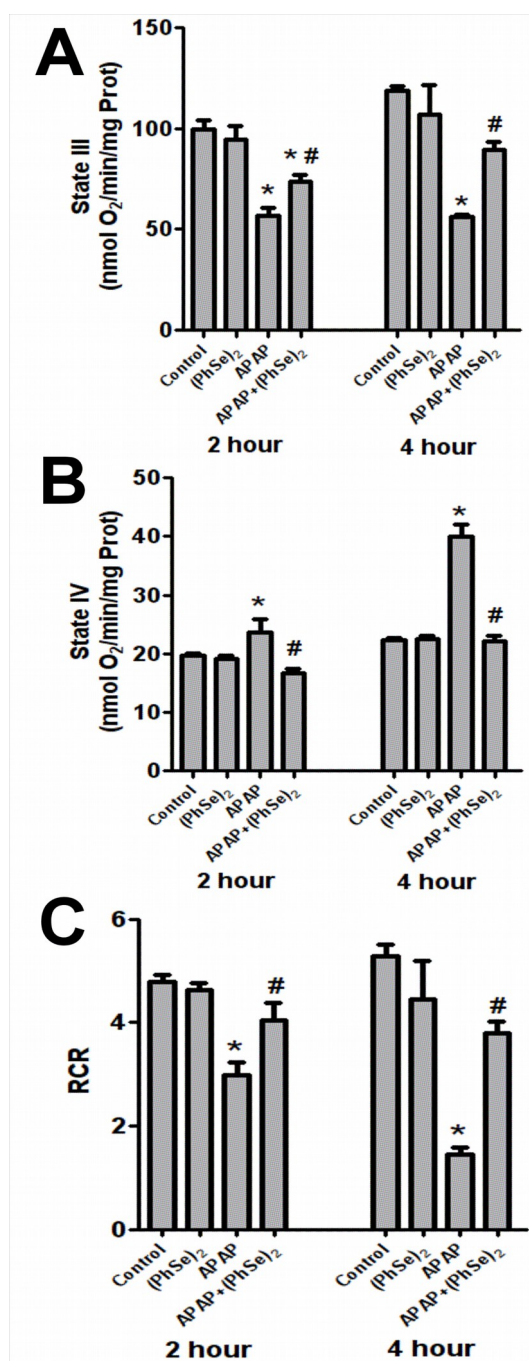 A
State III
(nmol O₂/min/mg Prot)
150
100
50
0
*
* #
*
#
Control
(PhSe)₂
APAP
APAP+(PhSe)₂
Control
(PhSe)₂
APAP
APAP+(PhSe)₂
2 hour
4 hour
B
State IV
(nmol O₂/min/mg Prot)
50
40
30
20
10
0
*
#
*
#
Control
(PhSe)₂
APAP
APAP+(PhSe)₂
Control
(PhSe)₂
APAP
APAP+(PhSe)₂
2 hour
4 hour
C
RCR
6
4
2
0
*
#
*
#
Control
(PhSe)₂
APAP
APAP+(PhSe)₂
Control
(PhSe)₂
APAP
APAP+(PhSe)₂
2 hour
4 hour